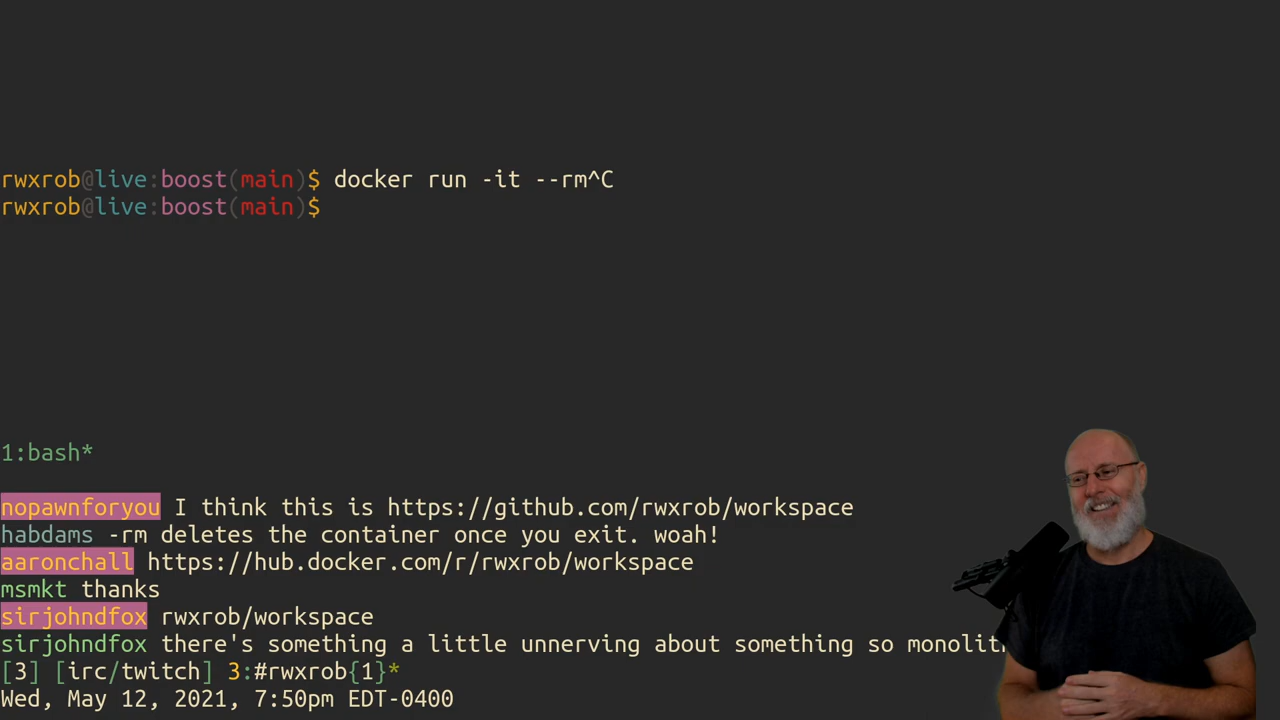 rwxrob@live:boost(main)$ docker run -it --rm^C
rwxrob@live:boost(main)$
1:bash*
nopawnforyou I think this is https://github.com/rwxrob/workspace
habdams -rm deletes the container once you exit. woah!
aaronchall https://hub.docker.com/r/rwxrob/workspace
msmkt thanks
sirjohndfox rwxrob/workspace
sirjohndfox there's something a little unnerving about something so monolit
[3] [irc/twitch] 3:#rwxrob{1}*
Wed, May 12, 2021, 7:50pm EDT-0400